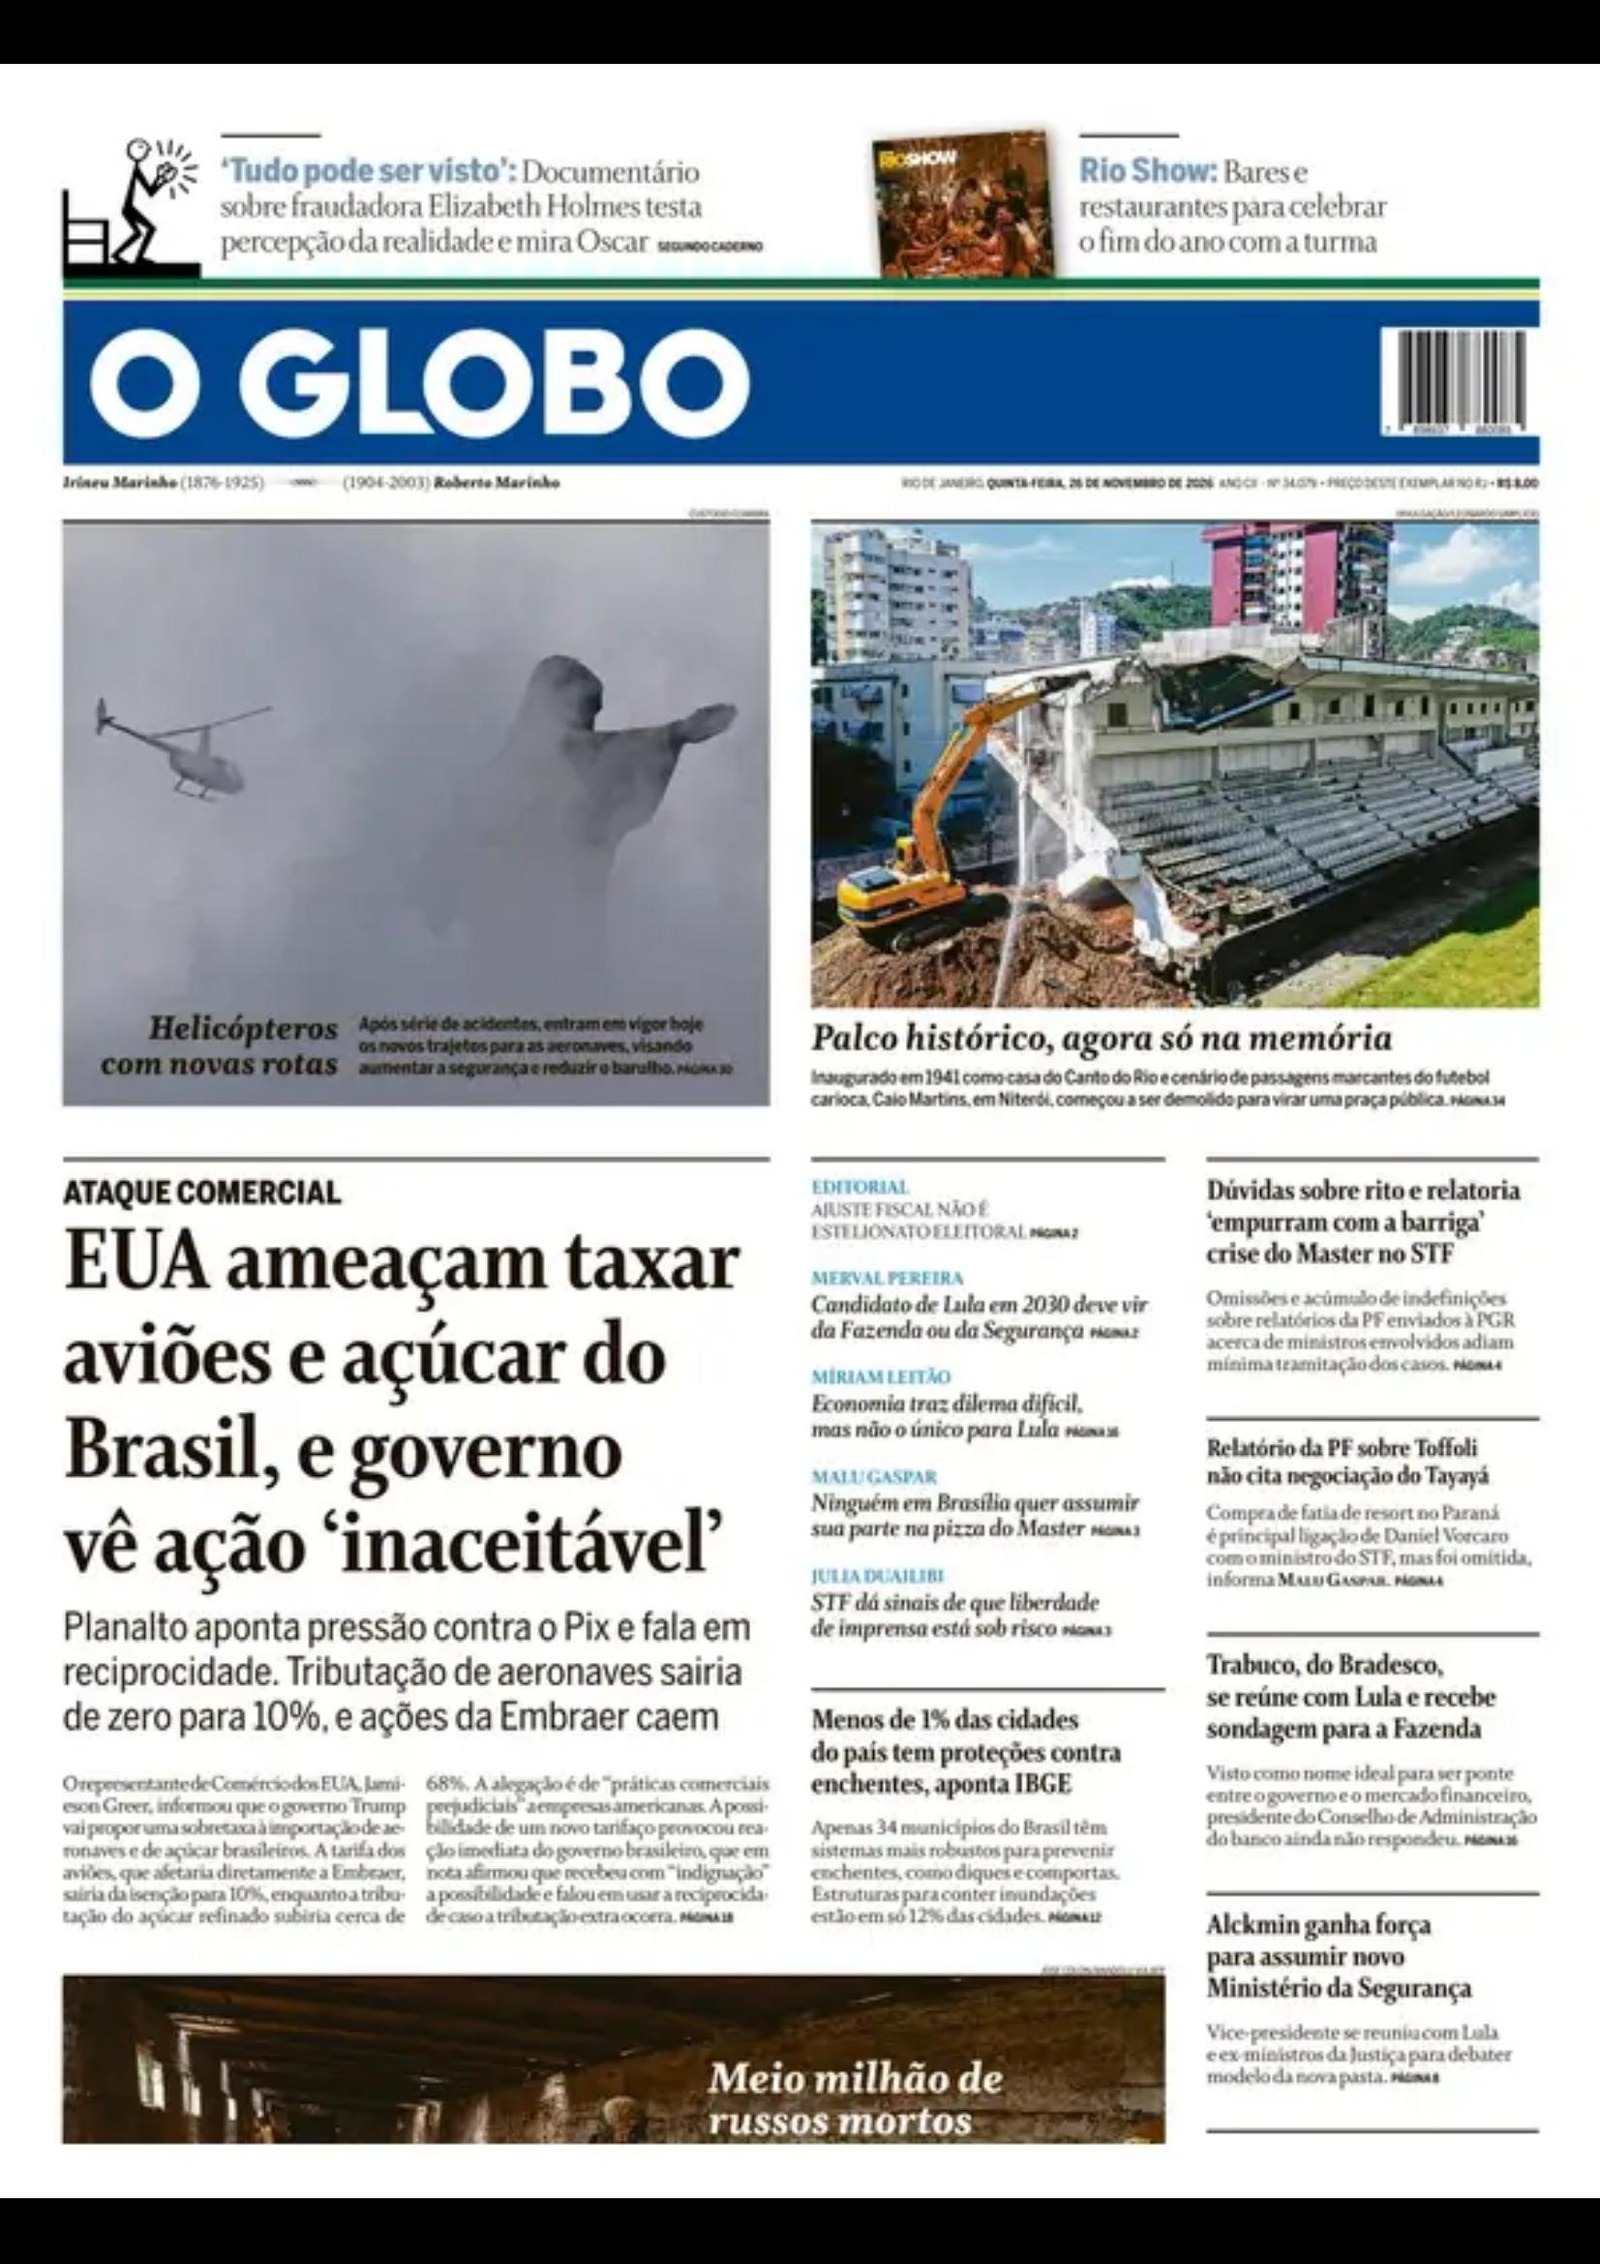 'Tudo pode ser visto': Documentário
sobre fraudadora Elizabeth Holmes testa
percepção da realidade e mira Oscar SEGUNDO CADERNO
RIOSHOW
Rio Show: Bares e
restaurantes para celebrar
o fim do ano com a turma
O GLOBO
Irineu Marinho (1876-1925) (1904-2003) Roberto Marinho
RIO DE JANEIRO, QUINTA-FEIRA, 26 DE NOVEMBRO DE 2026 ANO CII - Nº 34.079 • PREÇO DESTE EXEMPLAR NO RJ • R$ 8,00
CUSTODIO COIMBRA
Helicópteros
com novas rotas
Após série de acidentes, entram em vigor hoje
os novos trajetos para as aeronaves, visando
aumentar a segurança e reduzir o barulho. PÁGINA 30
Palco histórico, agora só na memória
Inaugurado em 1941 como casa do Canto do Rio e cenário de passagens marcantes do futebol
carioca, Caio Martins, em Niterói, começou a ser demolido para virar uma praça pública. PÁGINA 34
ATAQUE COMERCIAL
EUA ameaçam taxar
aviões e açúcar do
Brasil, e governo
vê ação 'inaceitável'
Planalto aponta pressão contra o Pix e fala em
reciprocidade. Tributação de aeronaves sairia
de zero para 10%, e ações da Embraer caem
O representante de Comércio dos EUA, Jami-
eson Greer, informou que o governo Trump
vai propor uma sobretaxa à importação de ae-
ronaves e de açúcar brasileiros. A tarifa dos
aviões, que afetaria diretamente a Embraer,
sairia da isenção para 10%, enquanto a tribu-
tação do açúcar refinado subiria cerca de
68%. A alegação é de "práticas comerciais
prejudiciais" a empresas americanas. A possi-
bilidade de um novo tarifaço provocou rea-
ção imediata do governo brasileiro, que em
nota afirmou que recebeu com "indignação"
a possibilidade e falou em usar a reciprocida-
de caso a tributação extra ocorra. PÁGINA 18
EDITORIAL
AJUSTE FISCAL NÃO É
ESTELIONATO ELEITORAL PÁGINA 2
MERVAL PEREIRA
Candidato de Lula em 2030 deve vir
da Fazenda ou da Segurança PÁGINA 2
MÍRIAM LEITÃO
Economia traz dilema difícil,
mas não o único para Lula PÁGINA 16
MALU GASPAR
Ninguém em Brasília quer assumir
sua parte na pizza do Master PÁGINA 3
JULIA DUAILIBI
STF dá sinais de que liberdade
de imprensa está sob risco PÁGINA 3
Menos de 1% das cidades
do país tem proteções contra
enchentes, aponta IBGE
Apenas 34 municípios do Brasil têm
sistemas mais robustos para prevenir
enchentes, como diques e comportas.
Estruturas para conter inundações
estão em só 12% das cidades. PÁGINA 12
Dúvidas sobre rito e relatoria
'empurram com a barriga'
crise do Master no STF
Omissões e acúmulo de indefinições
sobre relatórios da PF enviados à PGR
acerca de ministros envolvidos adiam
mínima tramitação dos casos. PÁGINA 4
Relatório da PF sobre Toffoli
não cita negociação do Tayayá
Compra de fatia de resort no Paraná
é principal ligação de Daniel Vorcaro
com o ministro do STF, mas foi omitida,
informa MALU GASPAR. PÁGINA 4
Trabuco, do Bradesco,
se reúne com Lula e recebe
sondagem para a Fazenda
Visto como nome ideal para ser ponte
entre o governo e o mercado financeiro,
presidente do Conselho de Administração
do banco ainda não respondeu. PÁGINA 16
Alckmin ganha força
para assumir novo
Ministério da Segurança
Vice-presidente se reuniu com Lula
e ex-ministros da Justiça para debater
modelo da nova pasta. PÁGINA 8
Meio milhão de
russos mortos